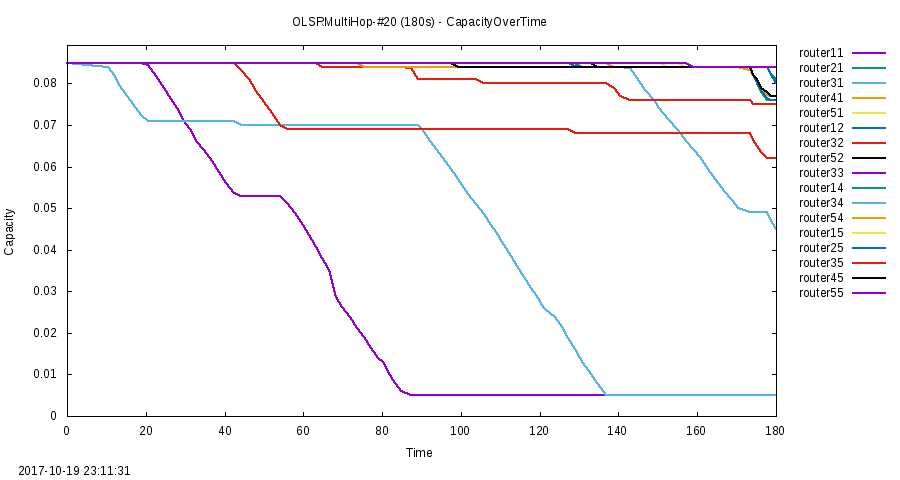 OLSRMultiHop-#20 (180s) - CapacityOverTime
Capacity
0.08
0.07
0.06
0.05
0.04
0.03
0.02
0.01
0
0 20 40 60 80 100 120 140 160 180
Time
router11
router21
router31
router41
router51
router12
router32
router52
router33
router14
router34
router54
router15
router25
router35
router45
router55
2017-10-19 23:11:31